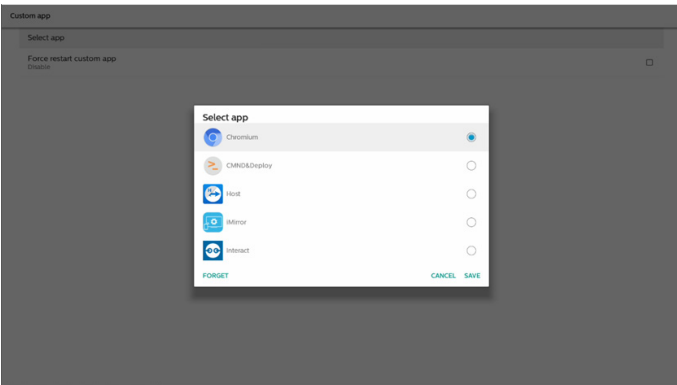 Custom app
Select app
Force restart custom app
Disable
Select app
Chromium
CMND&Deploy
Host
iMirror
Interact
FORGET
CANCEL SAVE